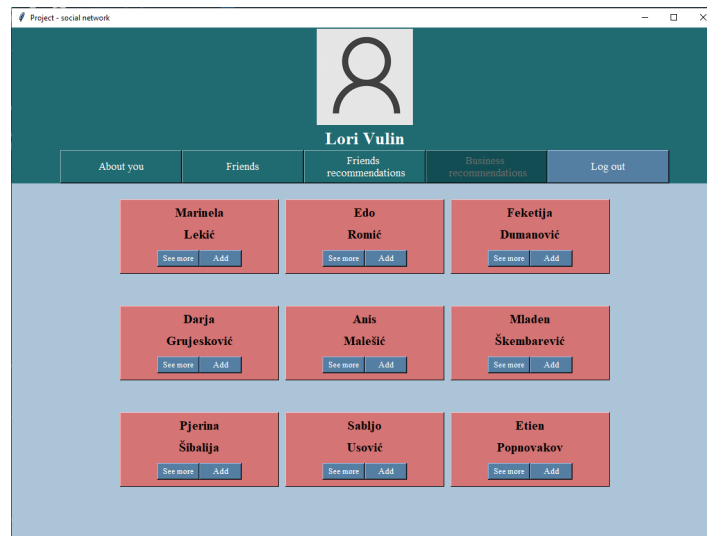 Project - social network
Lori Vulin
About you
Friends
Friends
recommendations
Business
recommendations
Log out
Marinela
Lekić
See more Add
Edo
Romić
See more Add
Feketija
Dumanović
See more Add
Darja
Grujesković
See more Add
Anis
Malešić
See more Add
Mladen
Škembarević
See more Add
Pjerina
Šibalija
See more Add
Sabljo
Usović
See more Add
Etien
Popnovakov
See more Add